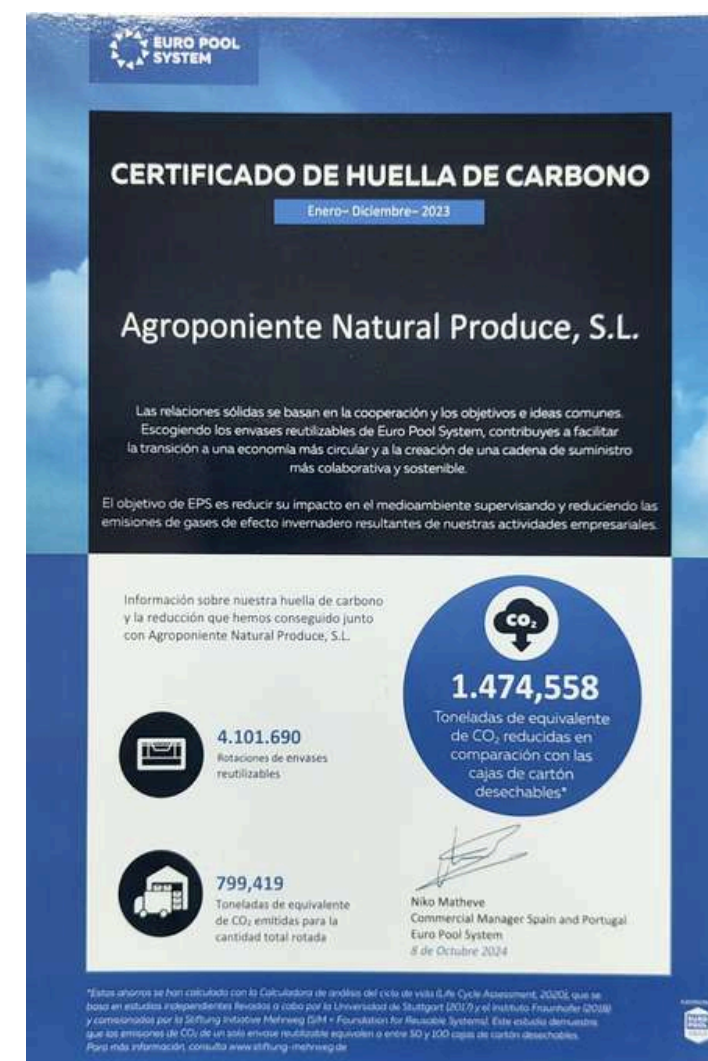 EURO POOL
SYSTEM
CERTIFICADO DE HUELLA DE CARBONO
Enero– Diciembre– 2023
Agroponiente Natural Produce, S.L.
Las relaciones sólidas se basan en la cooperación y los objetivos e ideas comunes.
Escogiendo los envases reutilizables de Euro Pool System, contribuyes a facilitar
la transición a una economía más circular y a la creación de una cadena de suministro
más colaborativa y sostenible.
El objetivo de EPS es reducir su impacto en el medioambiente supervisando y reduciendo las
emisiones de gases de efecto invernadero resultantes de nuestras actividades empresariales.
Información sobre nuestra huella de carbono
y la reducción que hemos conseguido junto
con Agroponiente Natural Produce, S.L.
4.101.690
Rotaciones de envases
reutilizables
799,419
Toneladas de equivalente
de CO₂ emitidas para la
cantidad total rotada
CO₂
1.474,558
Toneladas de equivalente
de CO₂ reducidas en
comparación con las
cajas de cartón
desechables*
Niko Matheve
Commercial Manager Spain and Portugal
Euro Pool System
8 de Octubre 2024
*Estos ahorros se han calculado con la Calculadora de análisis del ciclo de vida (Life Cycle Assessment, 2020), que se
basa en estudios independientes llevados a cabo por la Universidad de Stuttgart (2017) y el instituto Fraunhofer (2018)
y comisionados por la Stiftung Initiative Mehrweg (SIM = Foundation for Reusable Systems). Este estudio demuestra
que las emisiones de CO₂ de un solo envase reutilizable equivalen a entre 50 y 100 cajas de cartón desechables.
Para más información, consulta www.stiftung-mehrweg.de
EURO
POOL